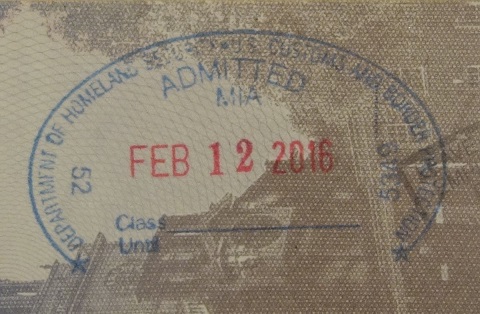 DEPARTMENT OF HOMELAND SECURITY • U.S. CUSTOMS AND BORDER PROTECTION
ADMITTED
MIA
52
FEB 12 2016
Class
Until